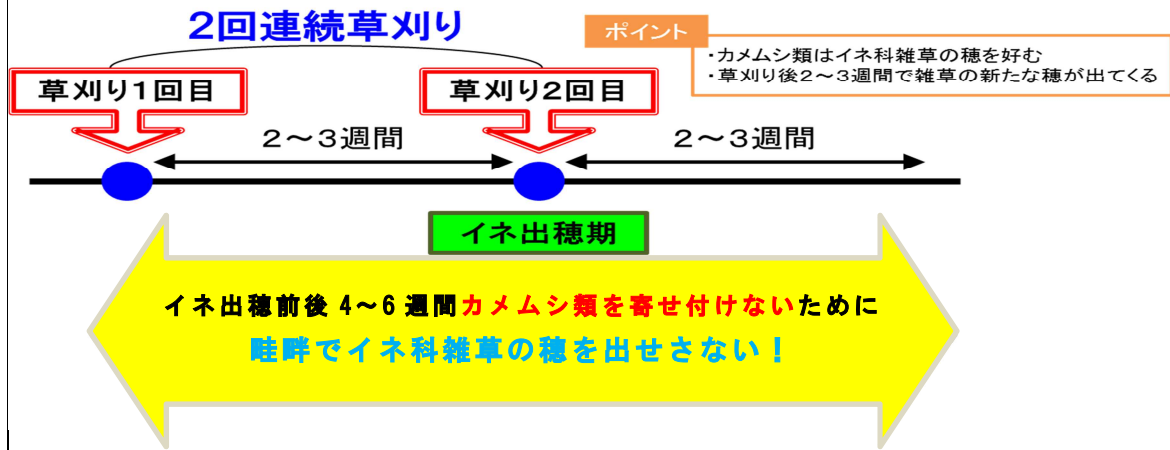 2回連続草刈り
ポイント
・カメムシ類はイネ科雑草の穂を好む
・草刈り後2～3週間で雑草の新たな穂が出てくる
草刈り1回目
草刈り2回目
2～3週間
2～3週間
イネ出穂期
イネ出穂前後4～6週間カメムシ類を寄せ付けないために
畦畔でイネ科雑草の穂を出せさない！